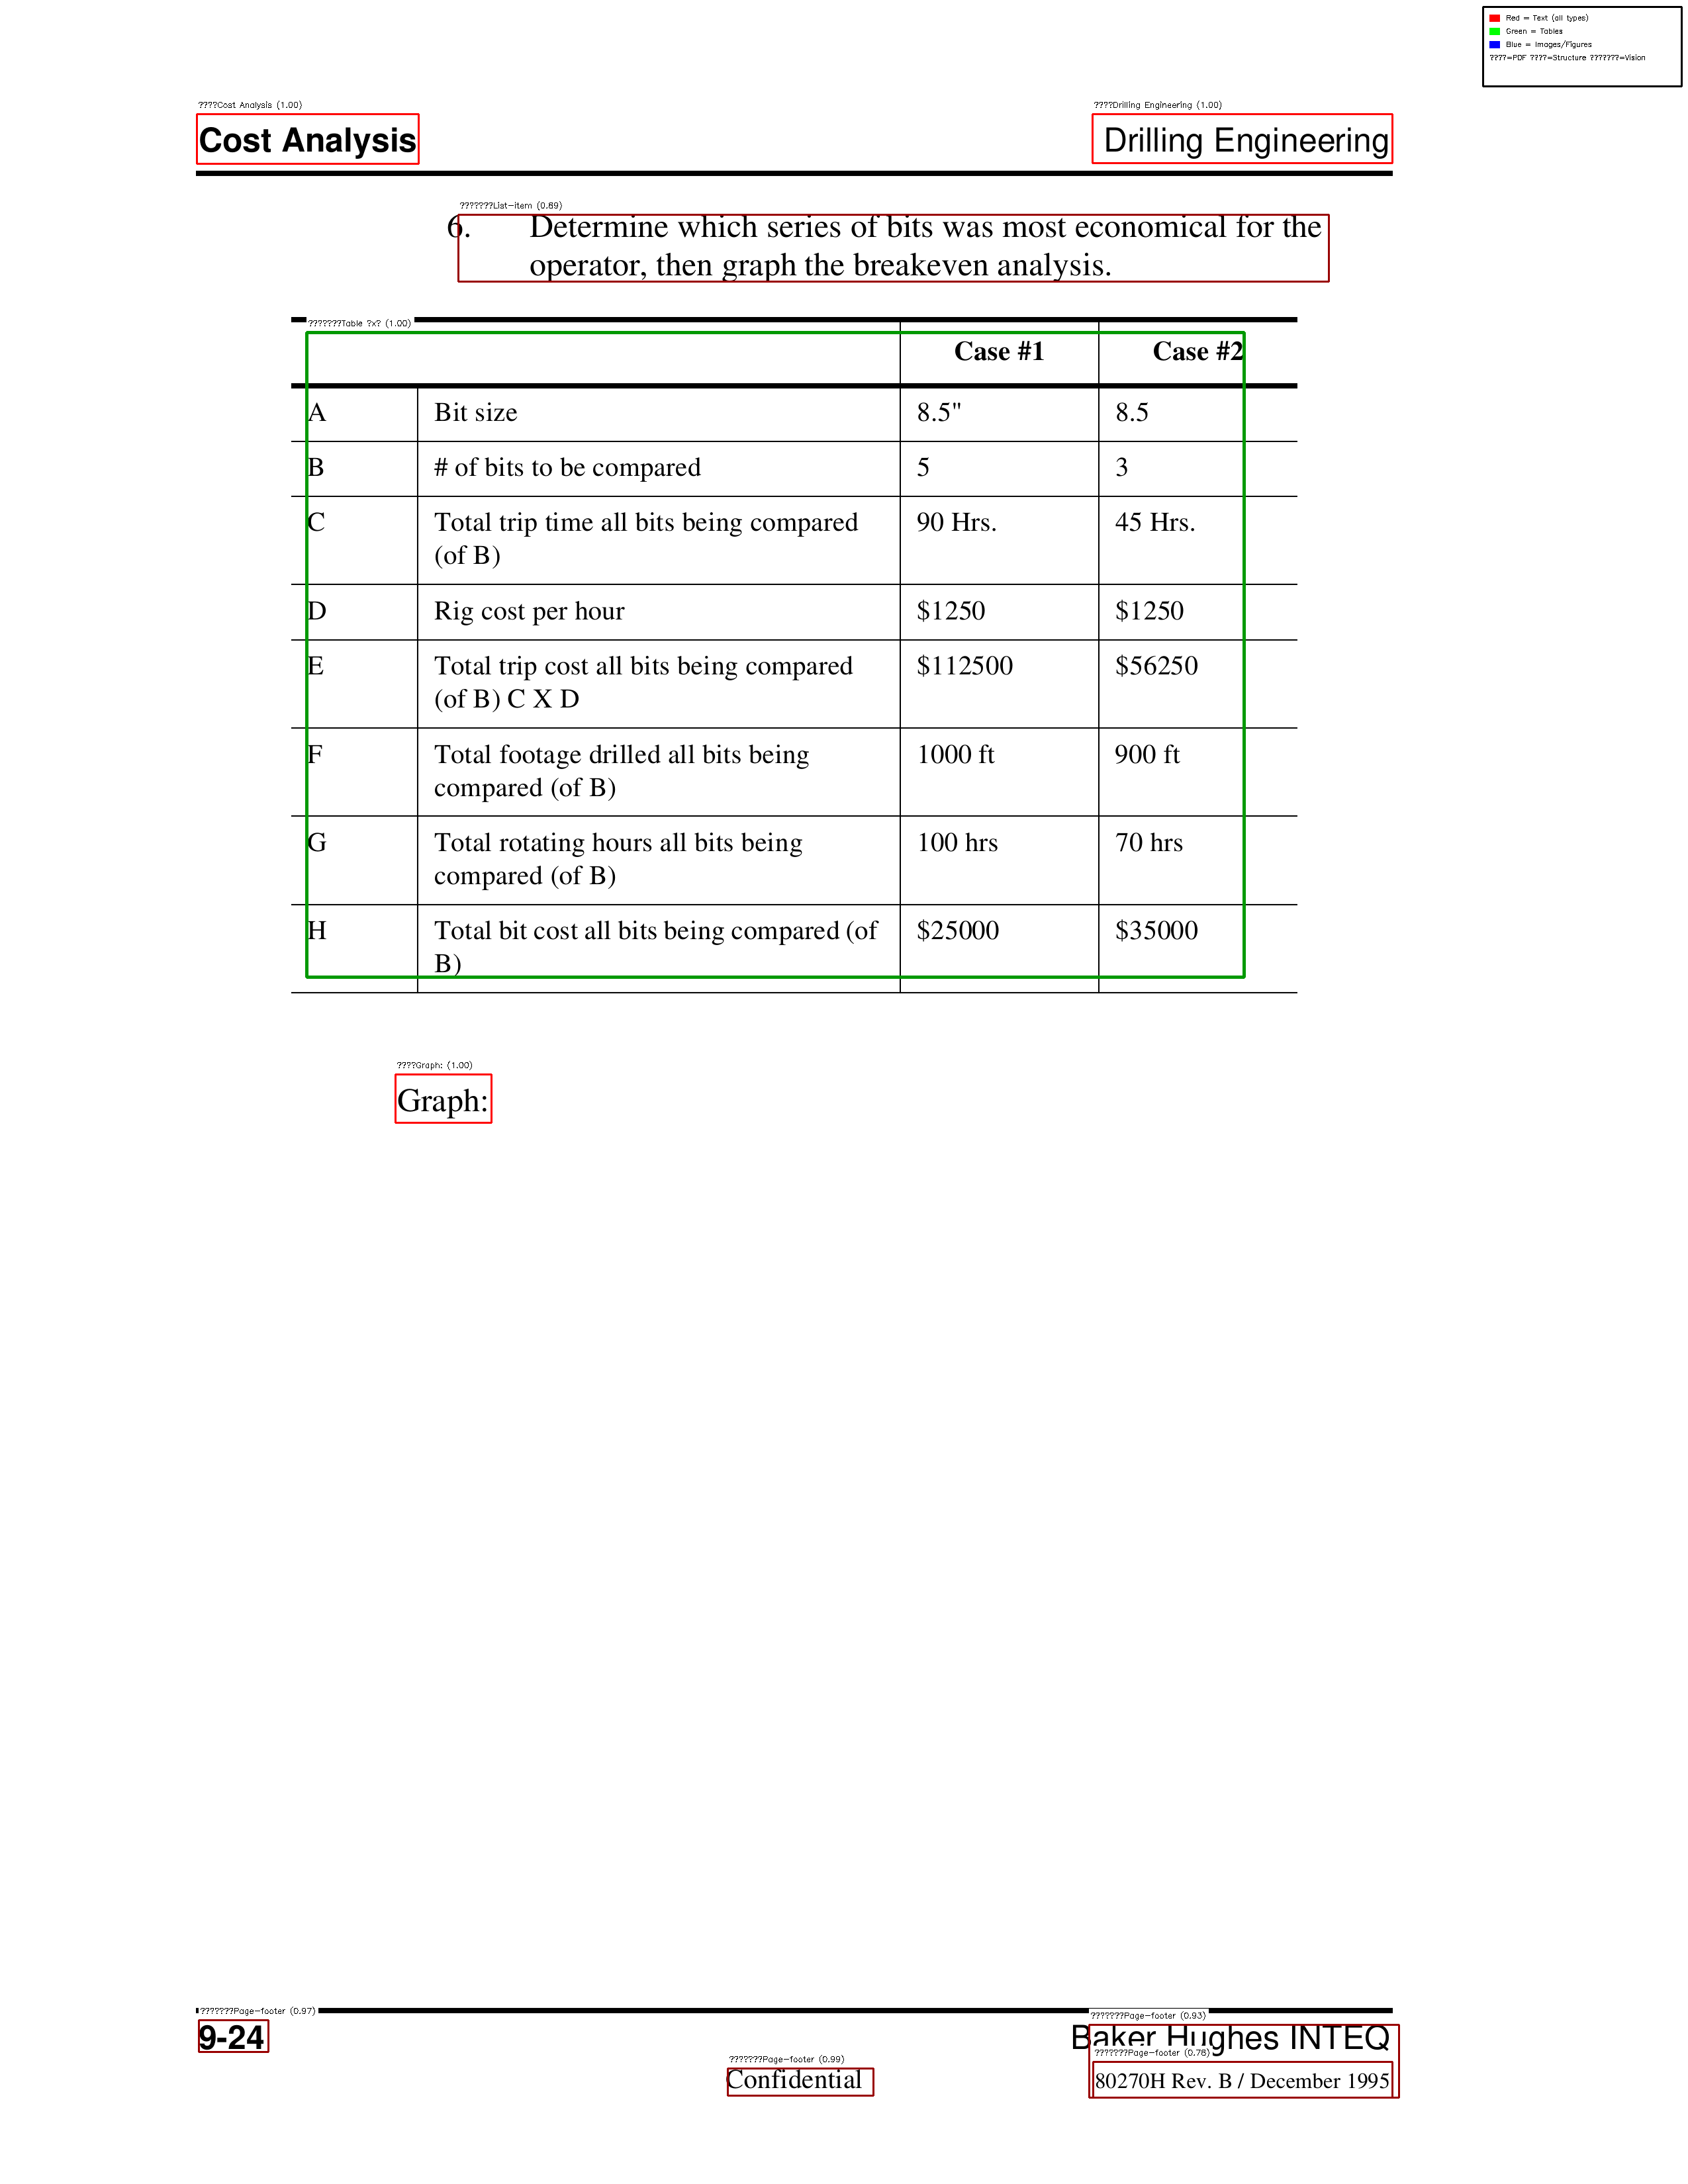 Red = Text (all types)
Green = Tables
Blue = Images/Figures
????=PDF ????=Structure ???????=Vision
????Cost Analysis (1.00)
????Drilling Engineering (1.00)
Cost Analysis
Drilling Engineering
???????List-item (0.89)
6. Determine which series of bits was most economical for the
operator, then graph the breakeven analysis.
???????Table ?x? (1.00)
Case #1 Case #2
A Bit size 8.5" 8.5
B # of bits to be compared 5 3
C Total trip time all bits being compared 90 Hrs. 45 Hrs.
(of B)
D Rig cost per hour $1250 $1250
E Total trip cost all bits being compared $112500 $56250
(of B) C X D
F Total footage drilled all bits being 1000 ft 900 ft
compared (of B)
G Total rotating hours all bits being 100 hrs 70 hrs
compared (of B)
H Total bit cost all bits being compared (of $25000 $35000
B)
????Graph: (1.00)
Graph:
???????Page-footer (0.97)
???????Page-footer (0.93)
9-24
Baker Hughes INTEQ
???????Page-footer (0.78)
???????Page-footer (0.99)
Confidential
80270H Rev. B / December 1995